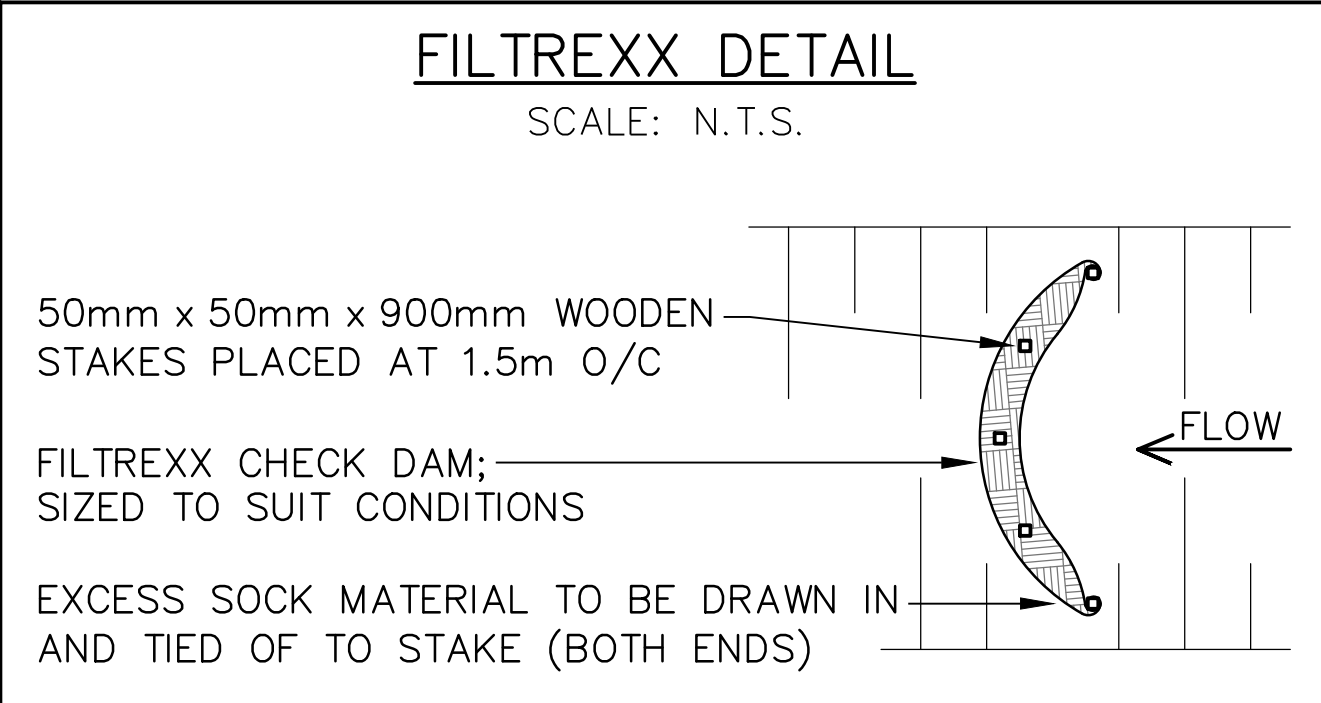 FILTREXX DETAIL
SCALE: N.T.S.
50mm x 50mm x 900mm WOODEN
STAKES PLACED AT 1.5m O/C
FLOW
FILTREXX CHECK DAM;
SIZED TO SUIT CONDITIONS
EXCESS SOCK MATERIAL TO BE DRAWN IN
AND TIED OF TO STAKE (BOTH ENDS)